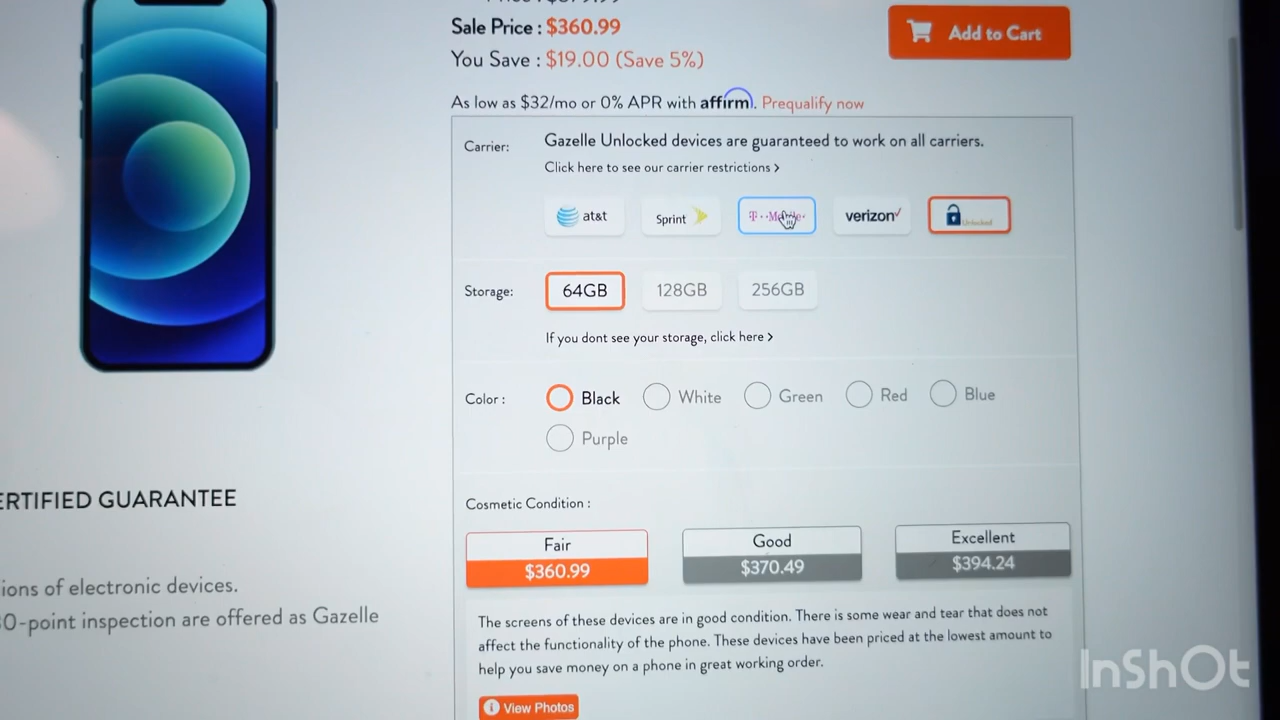 Sale Price : $360.99
Add to Cart
You Save : $19.00 (Save 5%)
As low as $32/mo or 0% APR with affirm. Prequalify now
Carrier: Gazelle Unlocked devices are guaranteed to work on all carriers.
Click here to see our carrier restrictions >
at&t Sprint verizon Unlocked
Storage: 64GB 128GB 256GB
If you dont see your storage, click here >
Color : Black White Green Red Blue
Purple
ERTIFIED GUARANTEE
Cosmetic Condition :
Fair Good Excellent
$360.99 $370.49 $394.24
ions of electronic devices.
0-point inspection are offered as Gazelle
The screens of these devices are in good condition. There is some wear and tear that does not
affect the functionality of the phone. These devices have been priced at the lowest amount to
help you save money on a phone in great working order.
i View Photos
InShOt